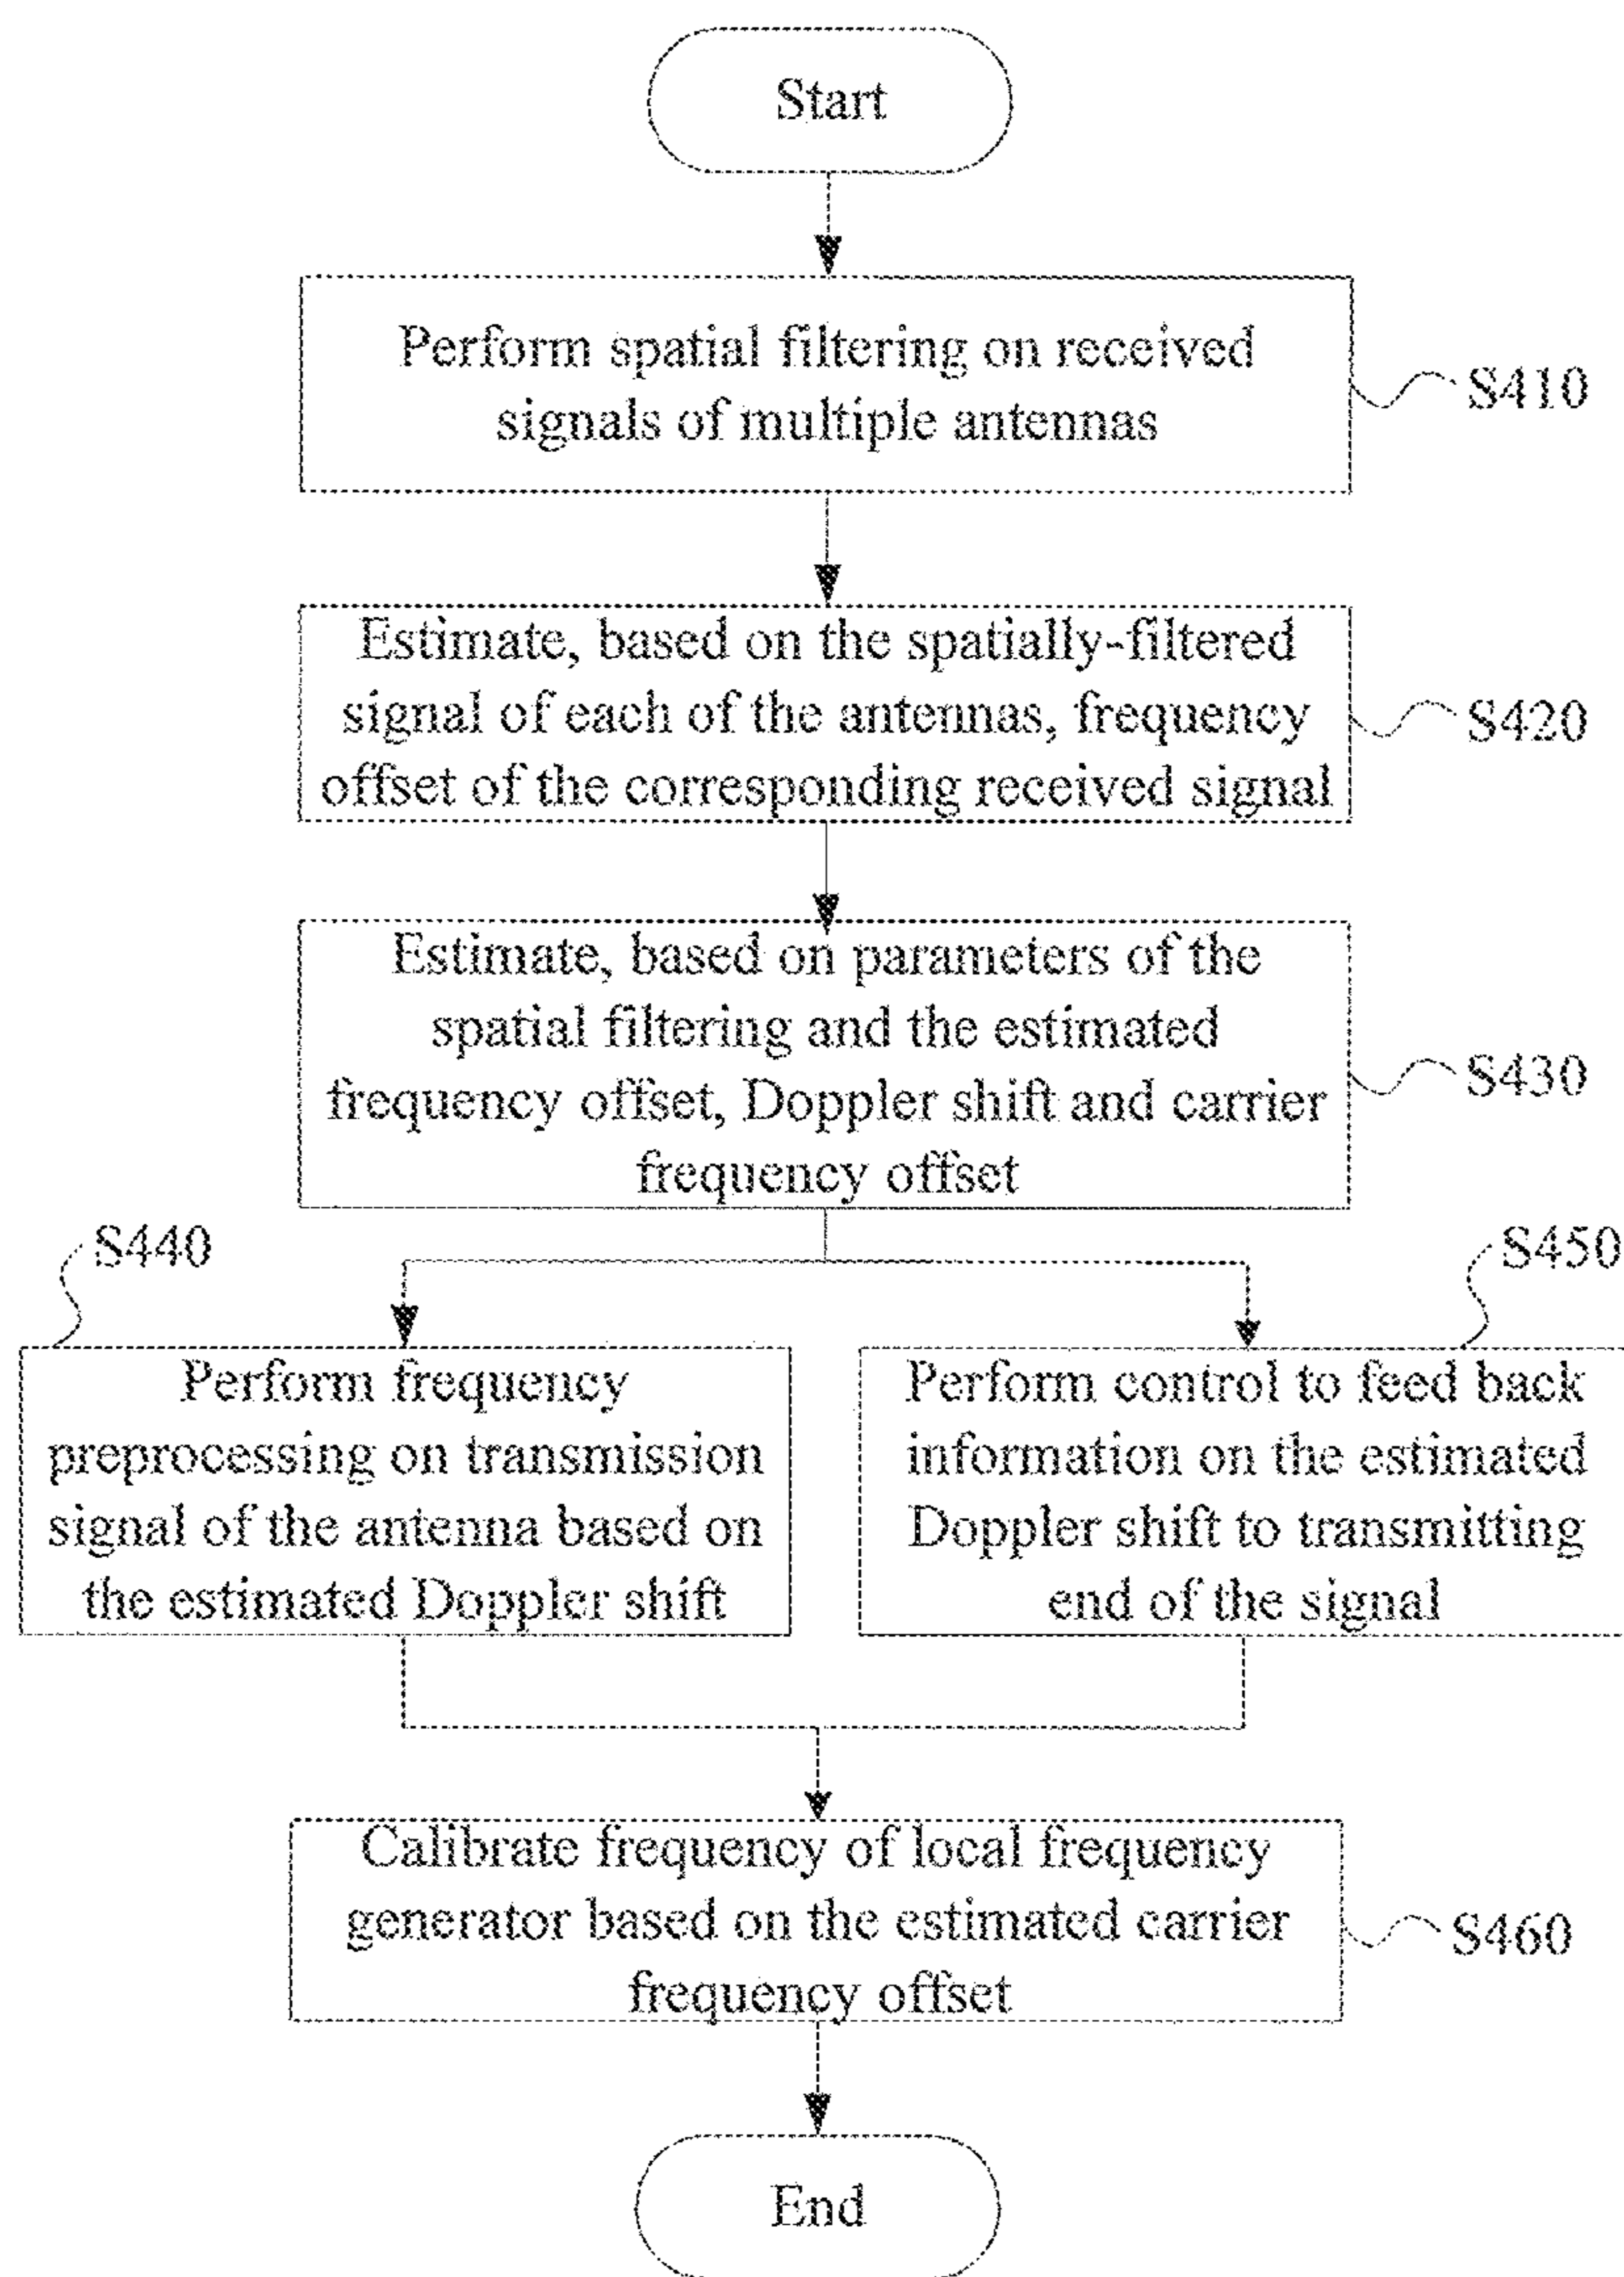 Start
Perform spatial filtering on received
signals of multiple antennas
S410
Estimate, based on the spatially-filtered
signal of each of the antennas, frequency
offset of the corresponding received signal
S420
Estimate, based on parameters of the
spatial filtering and the estimated
frequency offset, Doppler shift and carrier
frequency offset
S430
S440
Perform frequency
preprocessing on transmission
signal of the antenna based on
the estimated Doppler shift
S450
Perform control to feed back
information on the estimated
Doppler shift to transmitting
end of the signal
Calibrate frequency of local frequency
generator based on the estimated carrier
frequency offset
S460
End